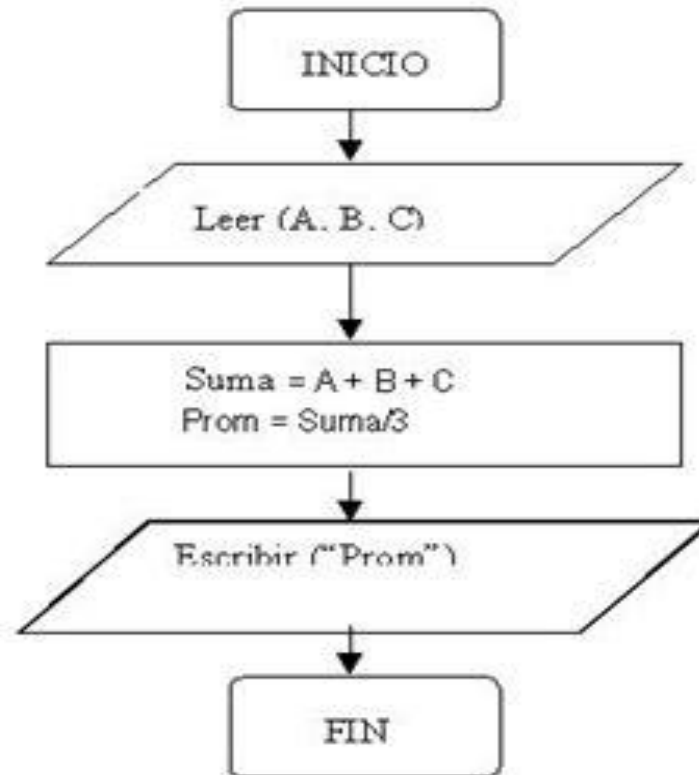 INICIO
Leer (A, B, C)
Suma = A + B + C
Prom = Suma/3
Escribir (“Prom”)
FIN